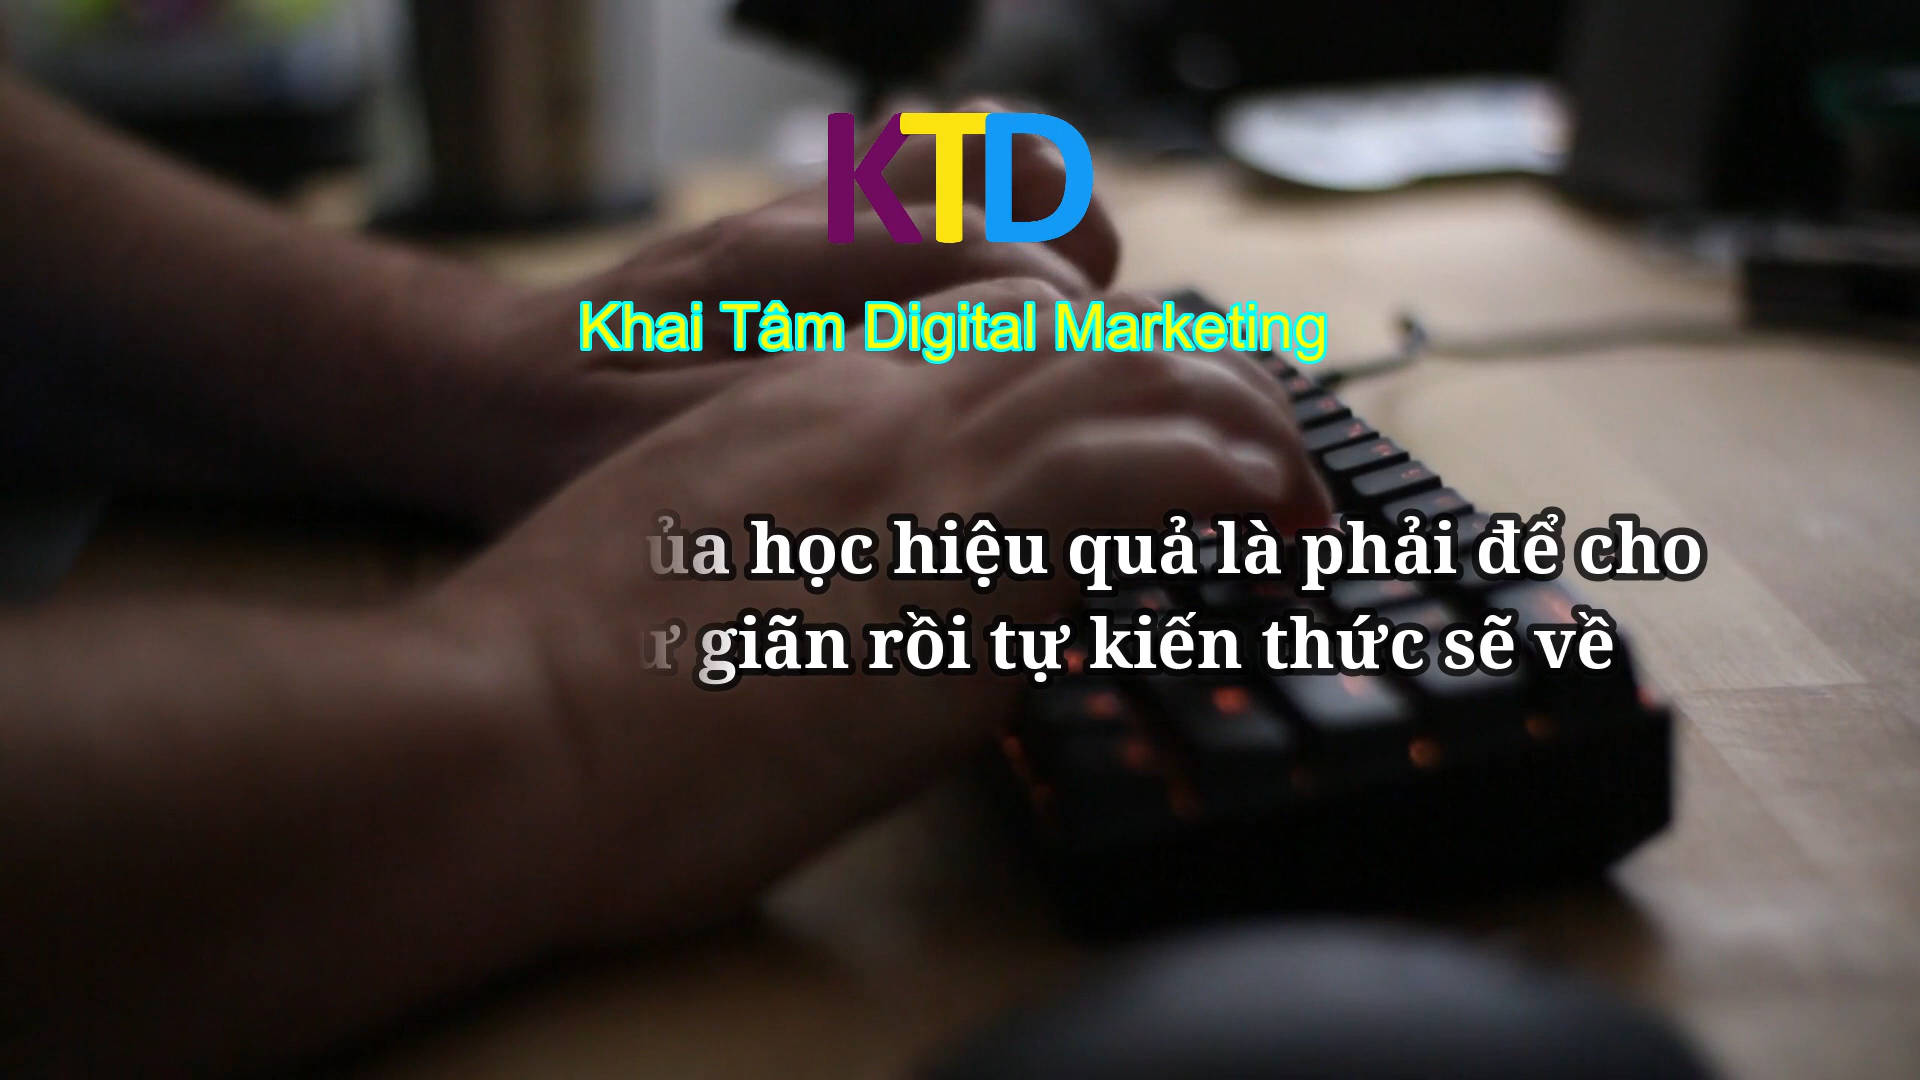 KTD
Khai Tâm Digital Marketing
học hiệu quả là phải để cho
giãn rồi tự kiến thức sẽ về